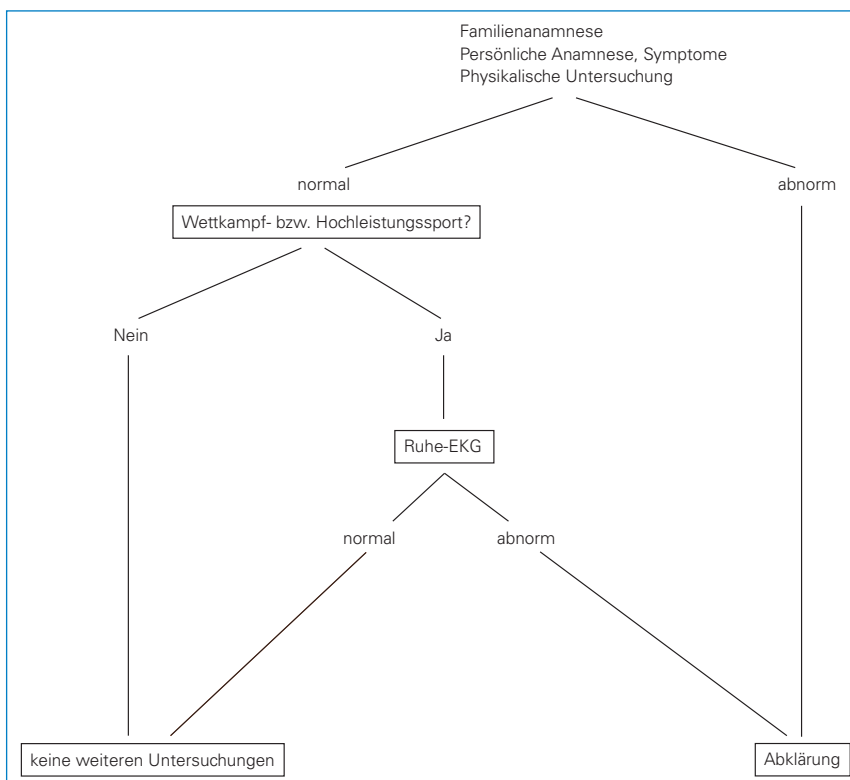 Familienanamnese
Persönliche Anamnese, Symptome
Physikalische Untersuchung
normal
abnorm
Wettkampf- bzw. Hochleistungssport?
Nein
Ja
Ruhe-EKG
normal
abnorm
keine weiteren Untersuchungen
Abklärung